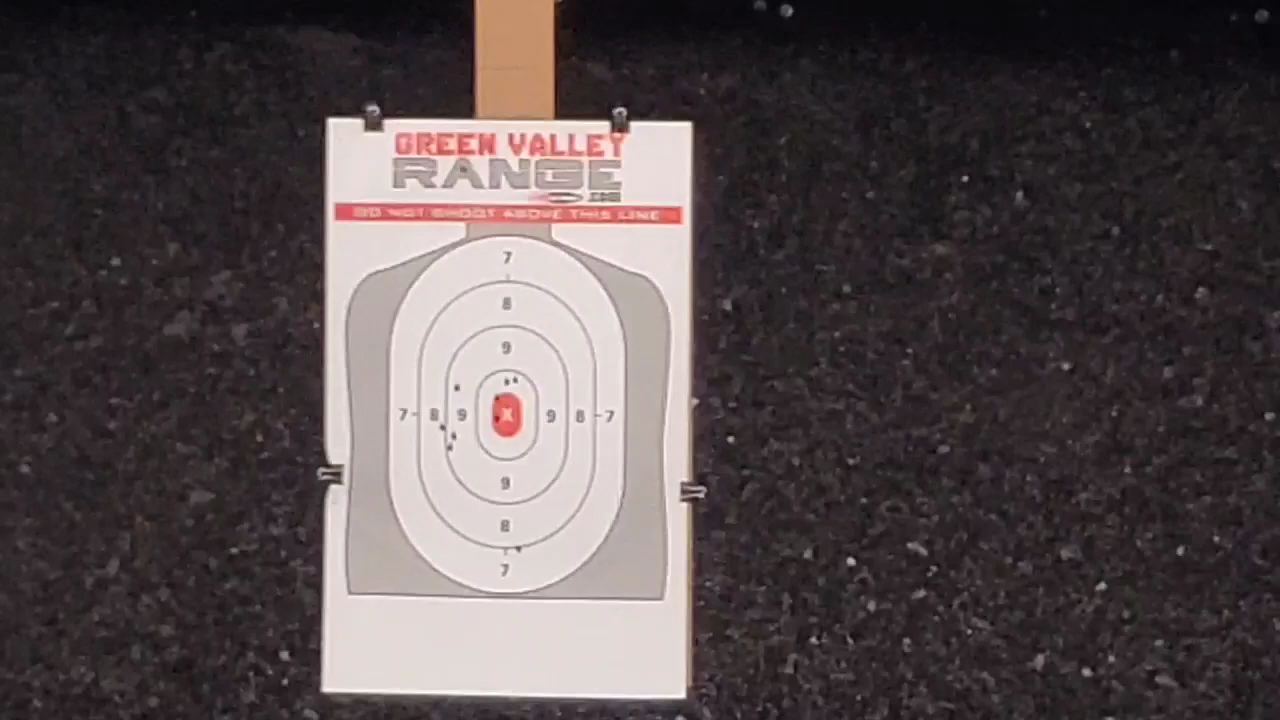 GREEN VALLEY
RANGE
DO NOT SHOOT ABOVE THIS LINE
7
8
9
7 8 9 X 9 8 7
9
8
7